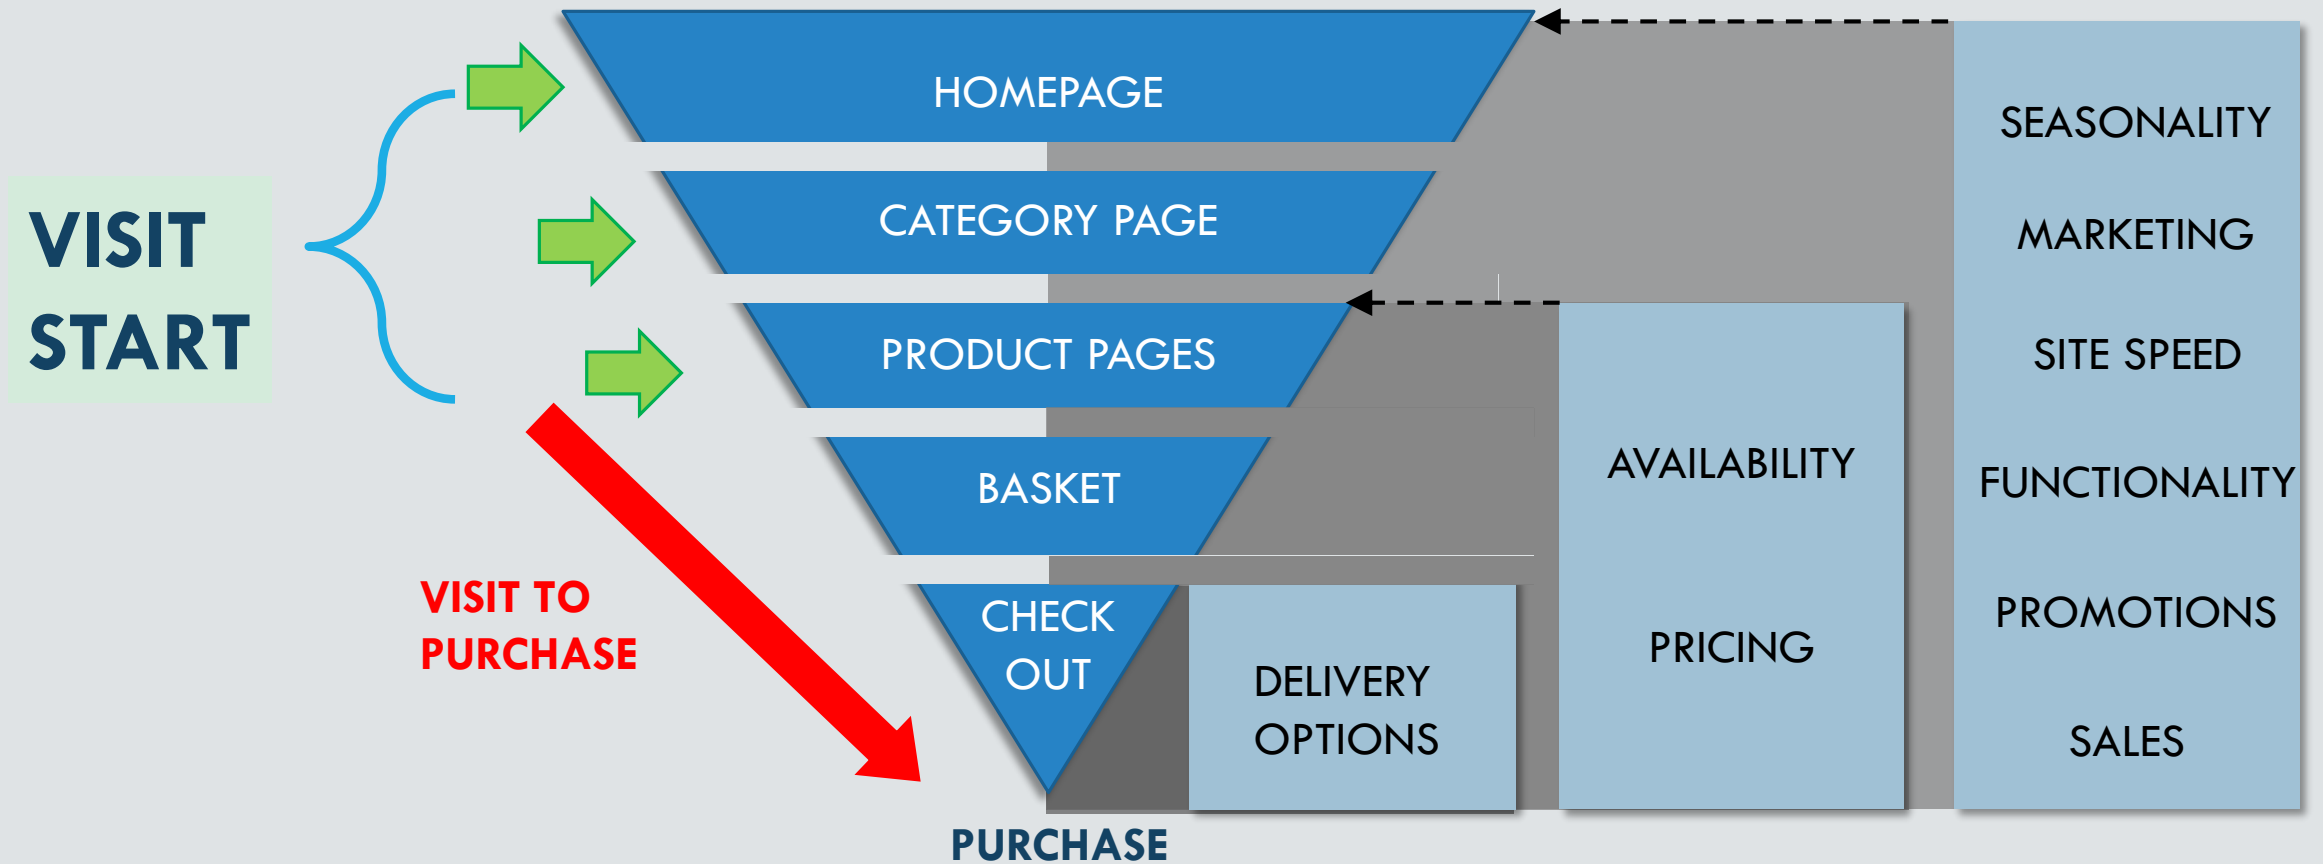 VISIT
START
VISIT TO
PURCHASE
HOMEPAGE
CATEGORY PAGE
PRODUCT PAGES
BASKET
CHECK
OUT
PURCHASE
DELIVERY
OPTIONS
AVAILABILITY
PRICING
SEASONALITY
MARKETING
SITE SPEED
FUNCTIONALITY
PROMOTIONS
SALES